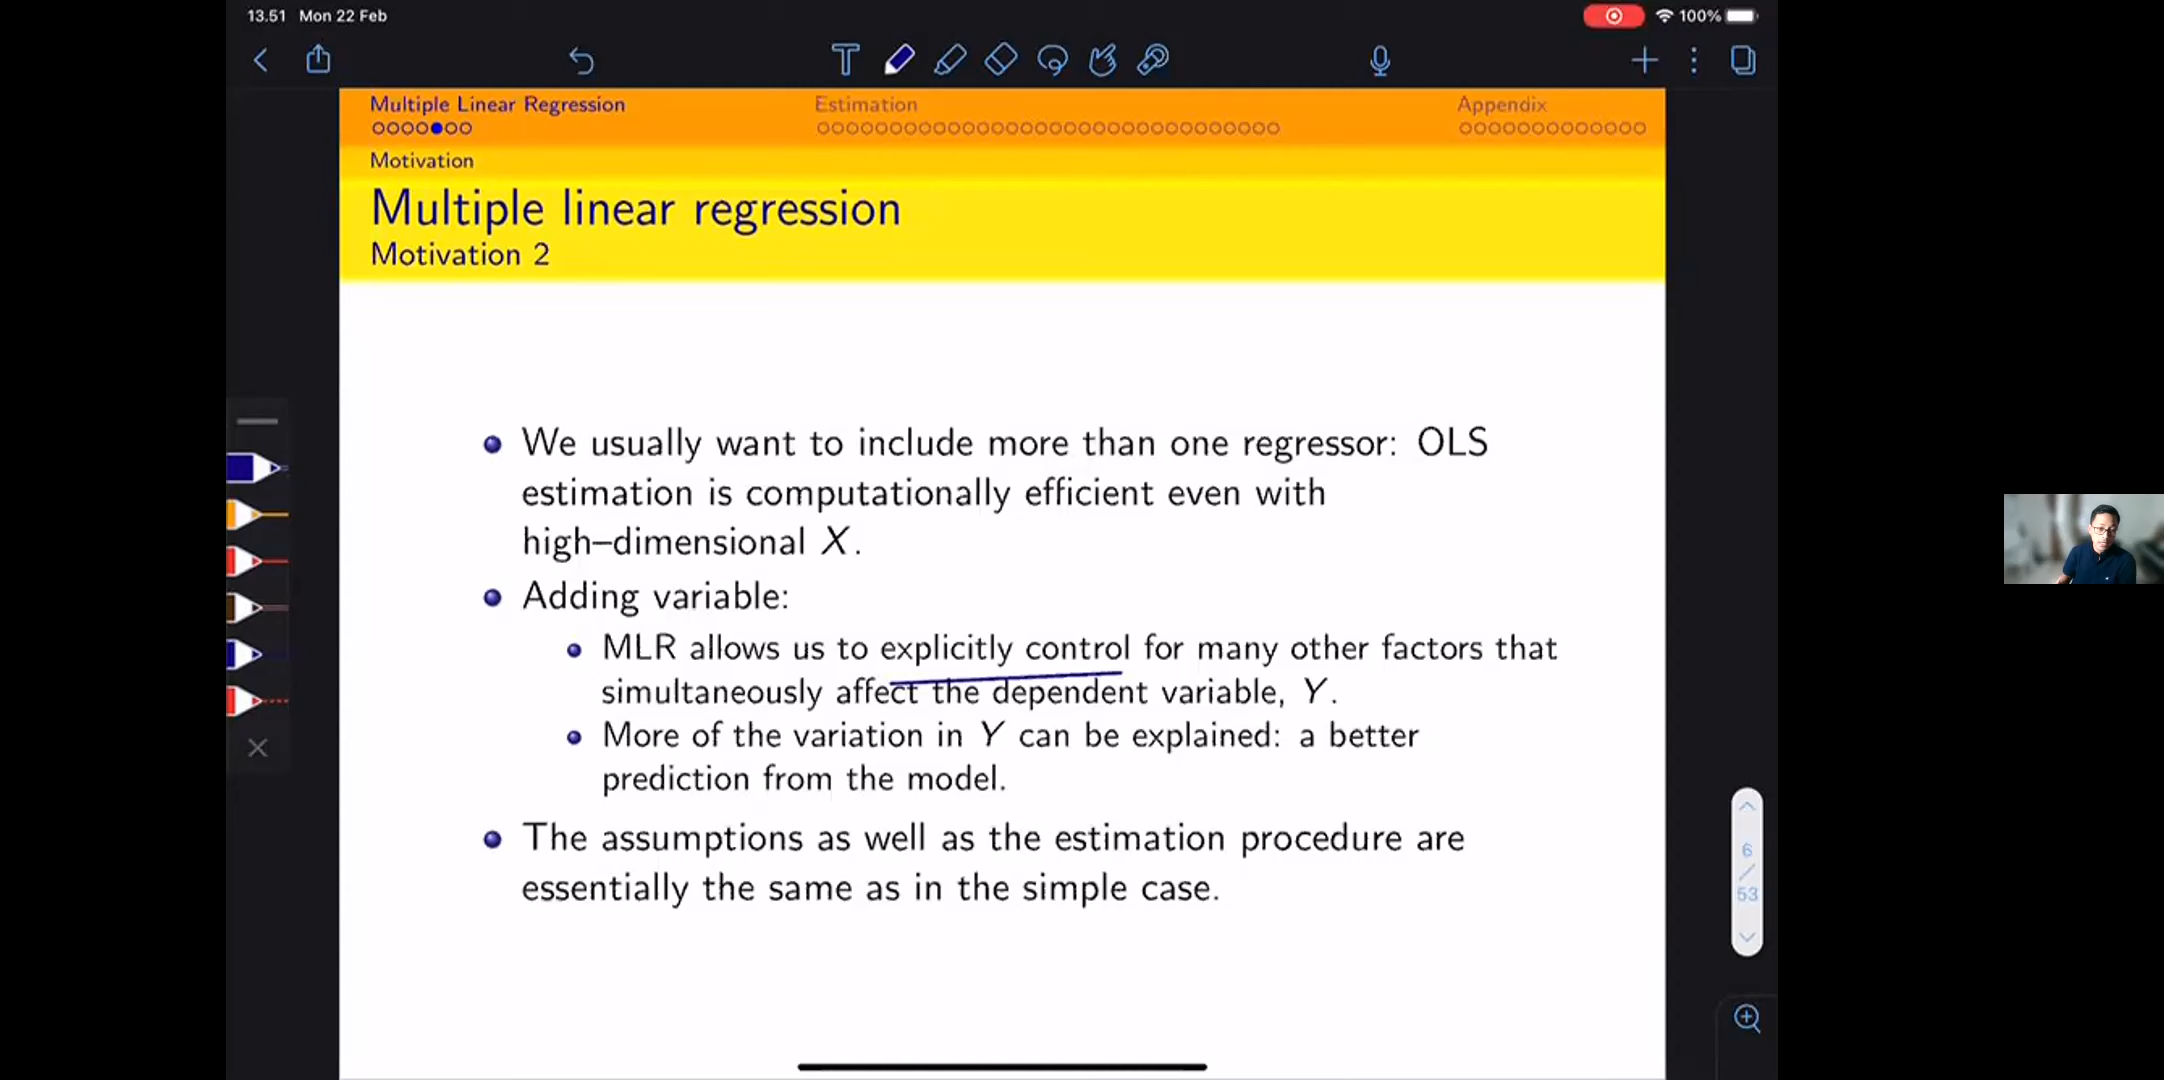 13.51 Mon 22 Feb
100%
Multiple Linear Regression
Estimation
Appendix
Motivation
Multiple linear regression
Motivation 2
We usually want to include more than one regressor: OLS
estimation is computationally efficient even with
high–dimensional X.
Adding variable:
MLR allows us to explicitly control for many other factors that
simultaneously affect the dependent variable, Y.
More of the variation in Y can be explained: a better
prediction from the model.
The assumptions as well as the estimation procedure are
essentially the same as in the simple case.
6
/
53